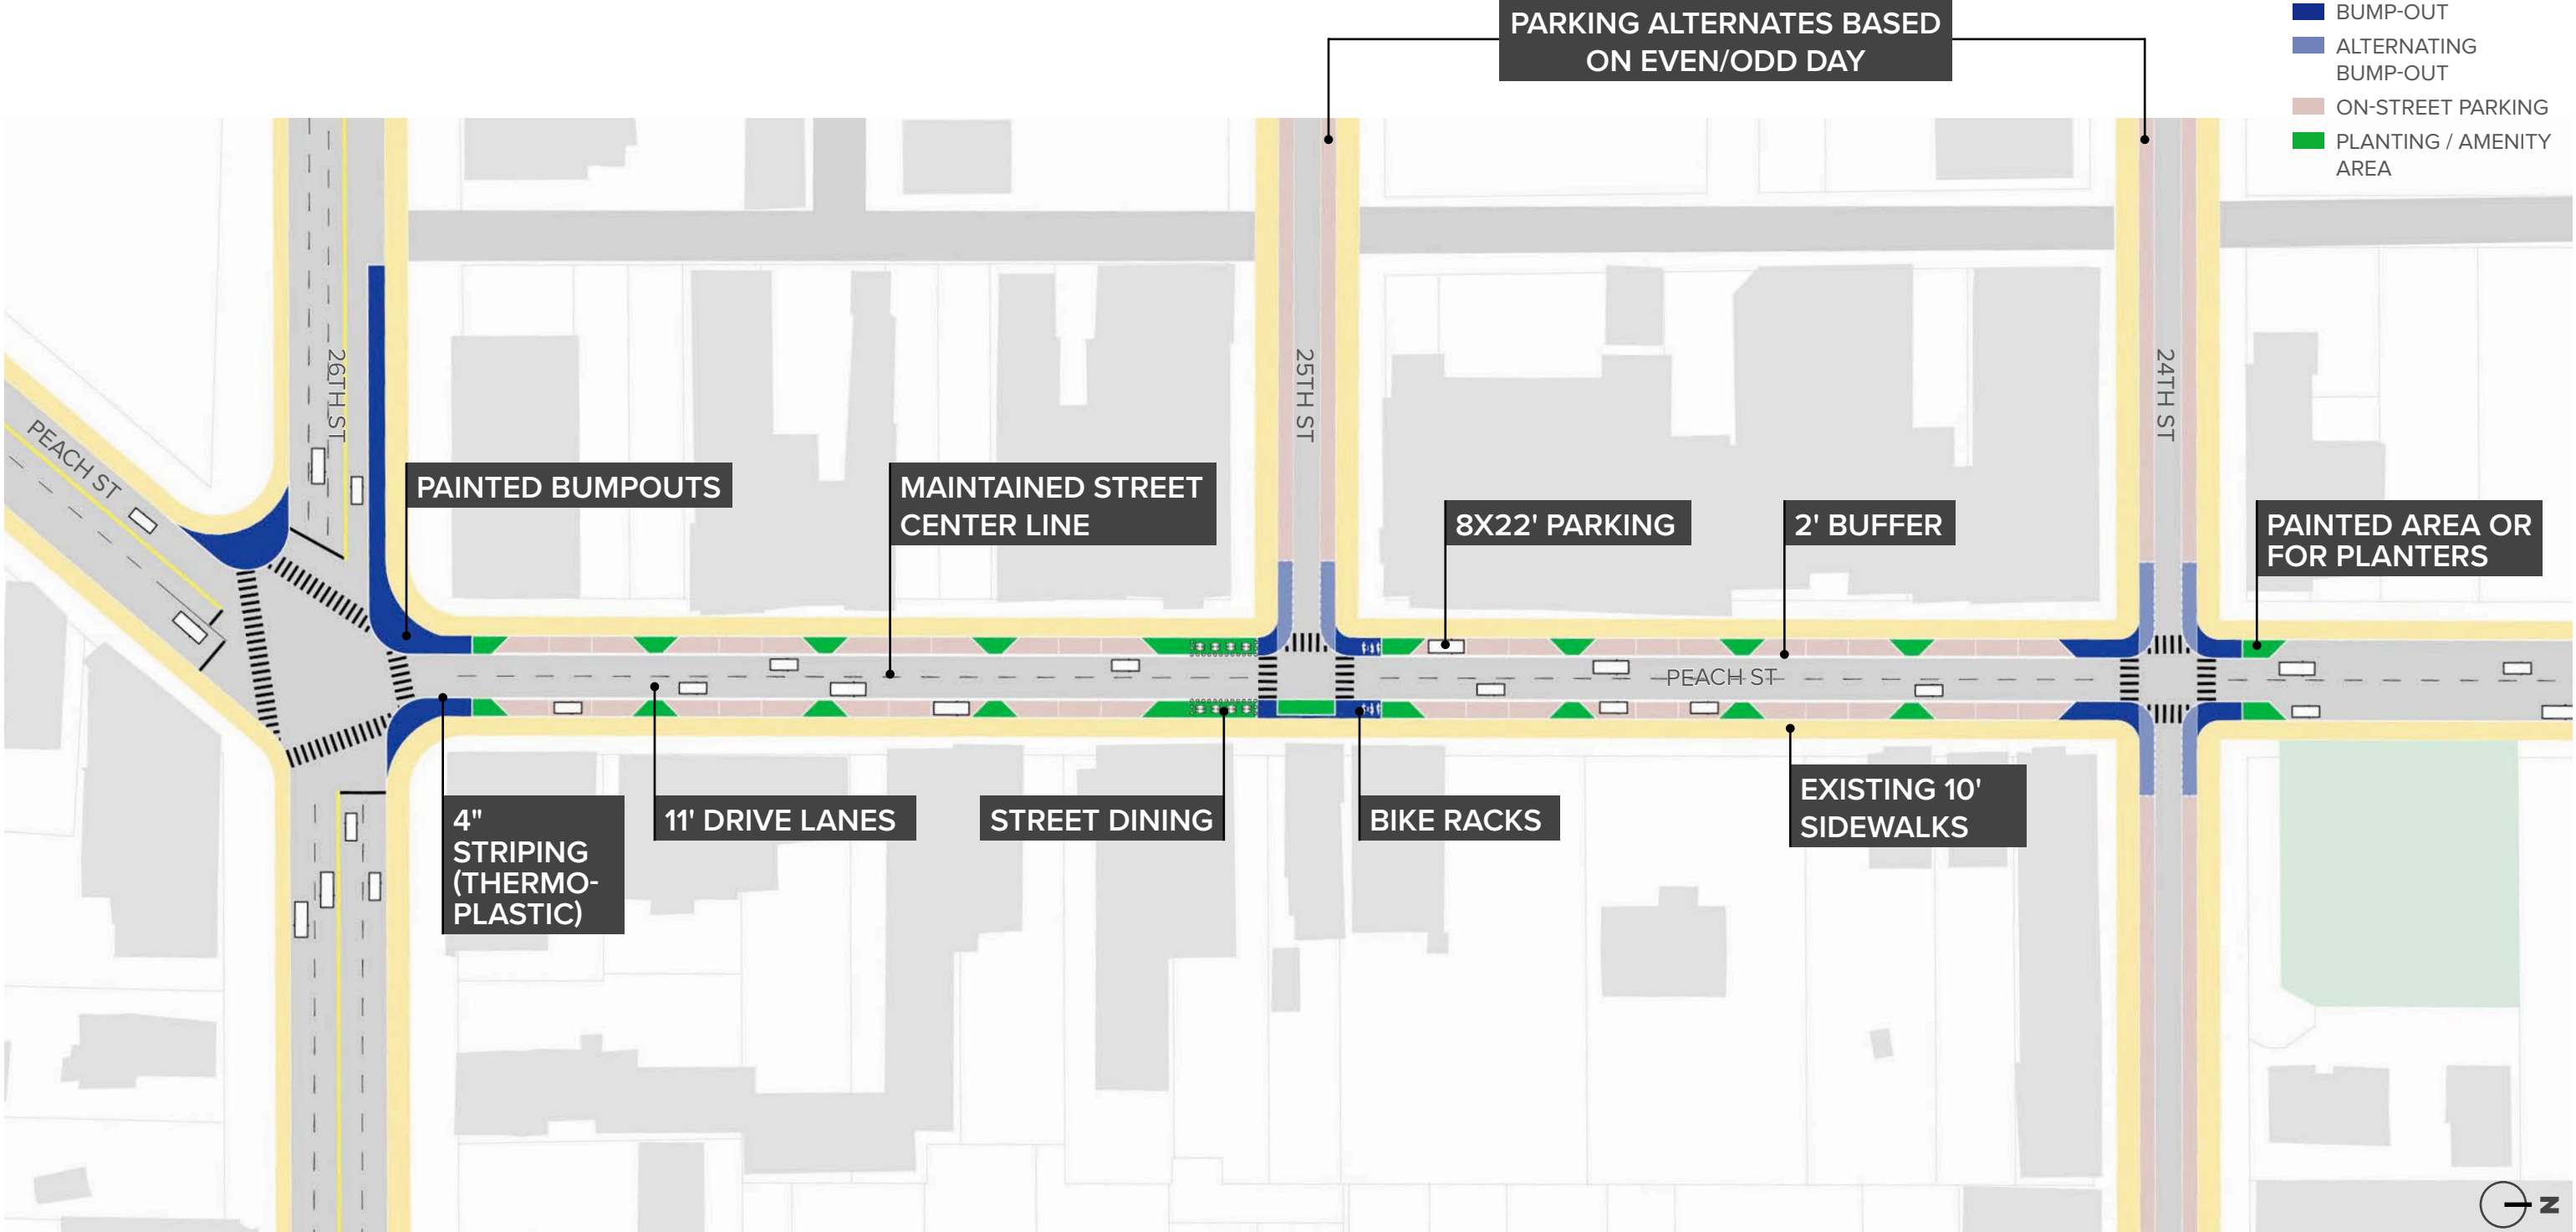 PARKING ALTERNATES BASED
ON EVEN/ODD DAY
BUMP-OUT
ALTERNATING
BUMP-OUT
ON-STREET PARKING
PLANTING / AMENITY
AREA
26TH ST
25TH ST
24TH ST
PEACH ST
PAINTED BUMPOUTS
MAINTAINED STREET
CENTER LINE
8X22' PARKING
2' BUFFER
PAINTED AREA OR
FOR PLANTERS
PEACH ST
4"
STRIPING
(THERMO-
PLASTIC)
11' DRIVE LANES
STREET DINING
BIKE RACKS
EXISTING 10'
SIDEWALKS
N